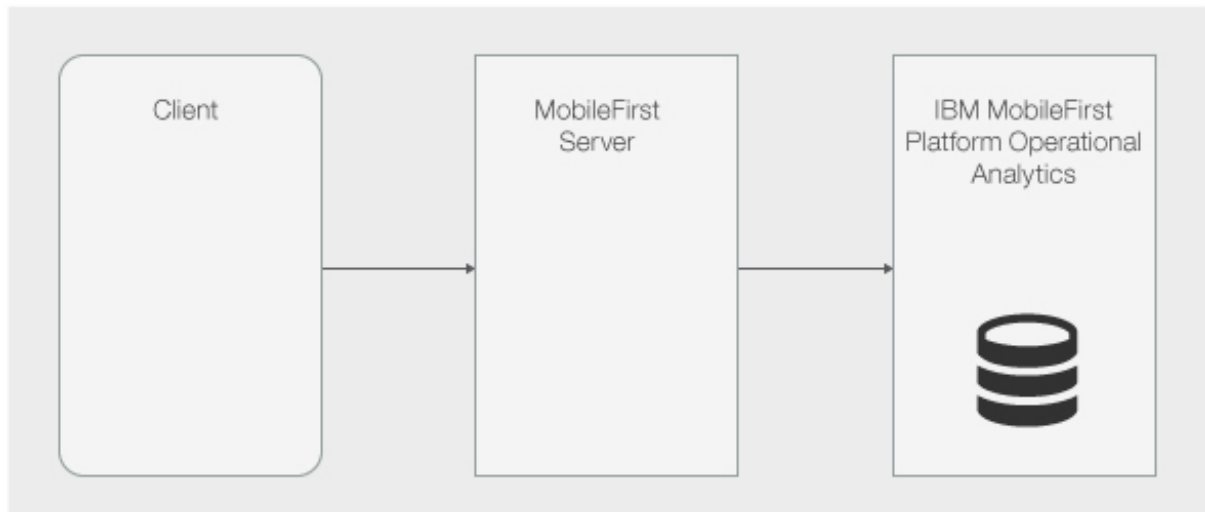 Client
MobileFirst
Server
IBM MobileFirst
Platform Operational
Analytics